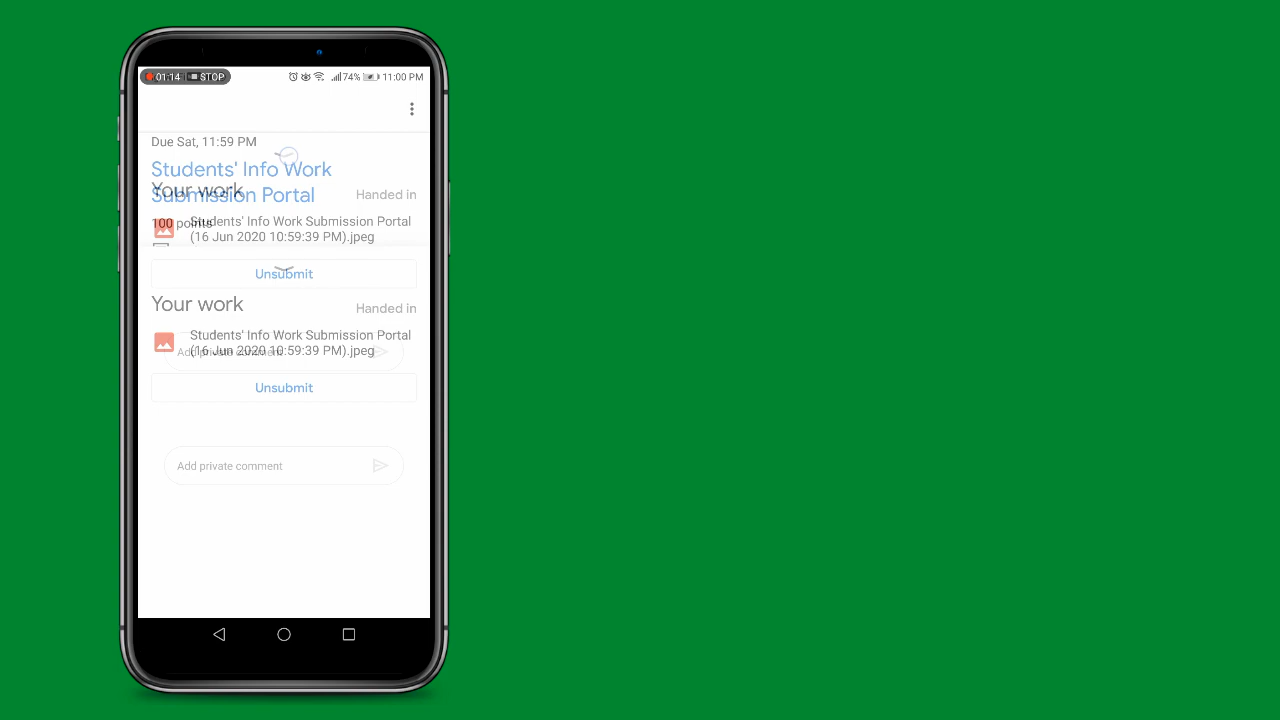 01:14 STOP 74% 11:00 PM
Due Sat, 11:59 PM
Students' Info Work
Submission Portal
Your work Handed in
100 points
Students' Info Work Submission Portal
(16 Jun 2020 10:59:39 PM).jpeg
Unsubmit
Your work Handed in
Students' Info Work Submission Portal
(16 Jun 2020 10:59:39 PM).jpeg
Add private comment
Unsubmit
Add private comment